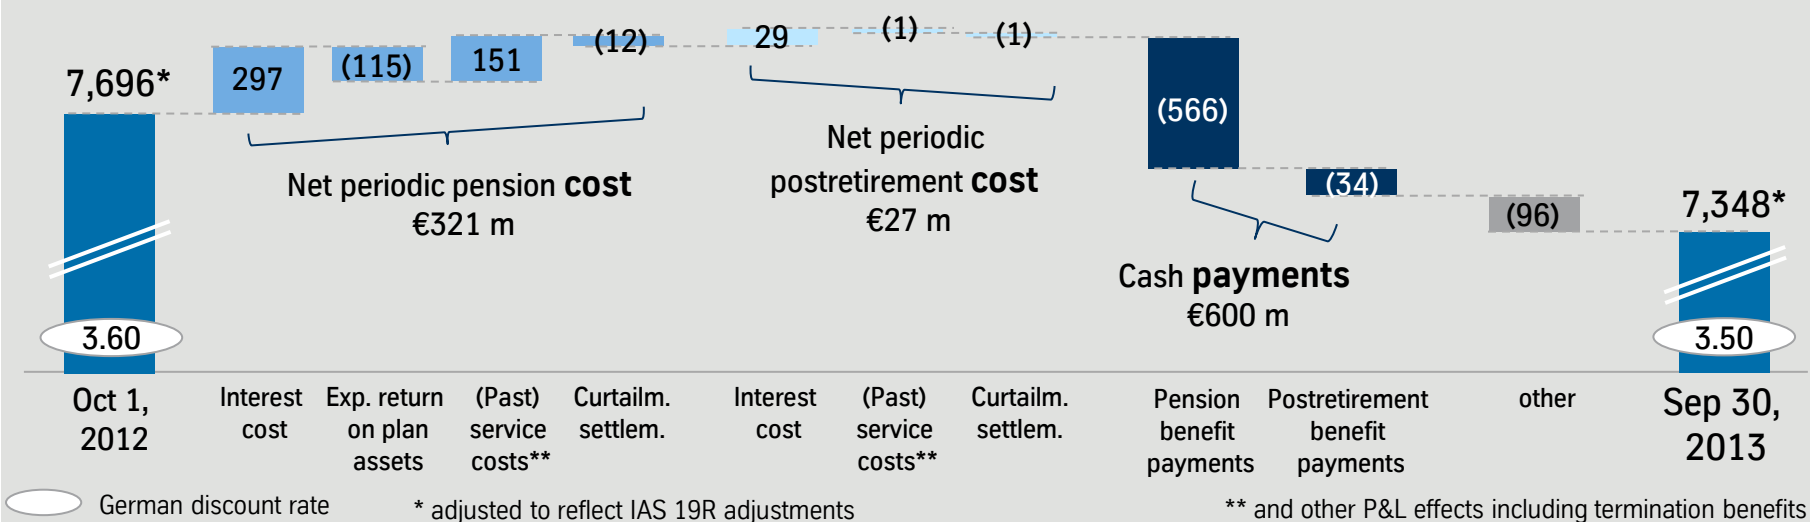 7,696*
297
(115)
151
(12)
29
(1)
(1)
(566)
(34)
(96)
7,348*
Net periodic pension cost
€321 m
Net periodic
postretirement cost
€27 m
Cash payments
€600 m
3.60
3.50
Oct 1,
2012
Interest
cost
Exp. return
on plan
assets
(Past)
service
costs**
Curtailm.
settlem.
Interest
cost
(Past)
service
costs**
Curtailm.
settlem.
Pension
benefit
payments
Postretirement
benefit
payments
other
Sep 30,
2013
German discount rate
* adjusted to reflect IAS 19R adjustments
** and other P&L effects including termination benefits